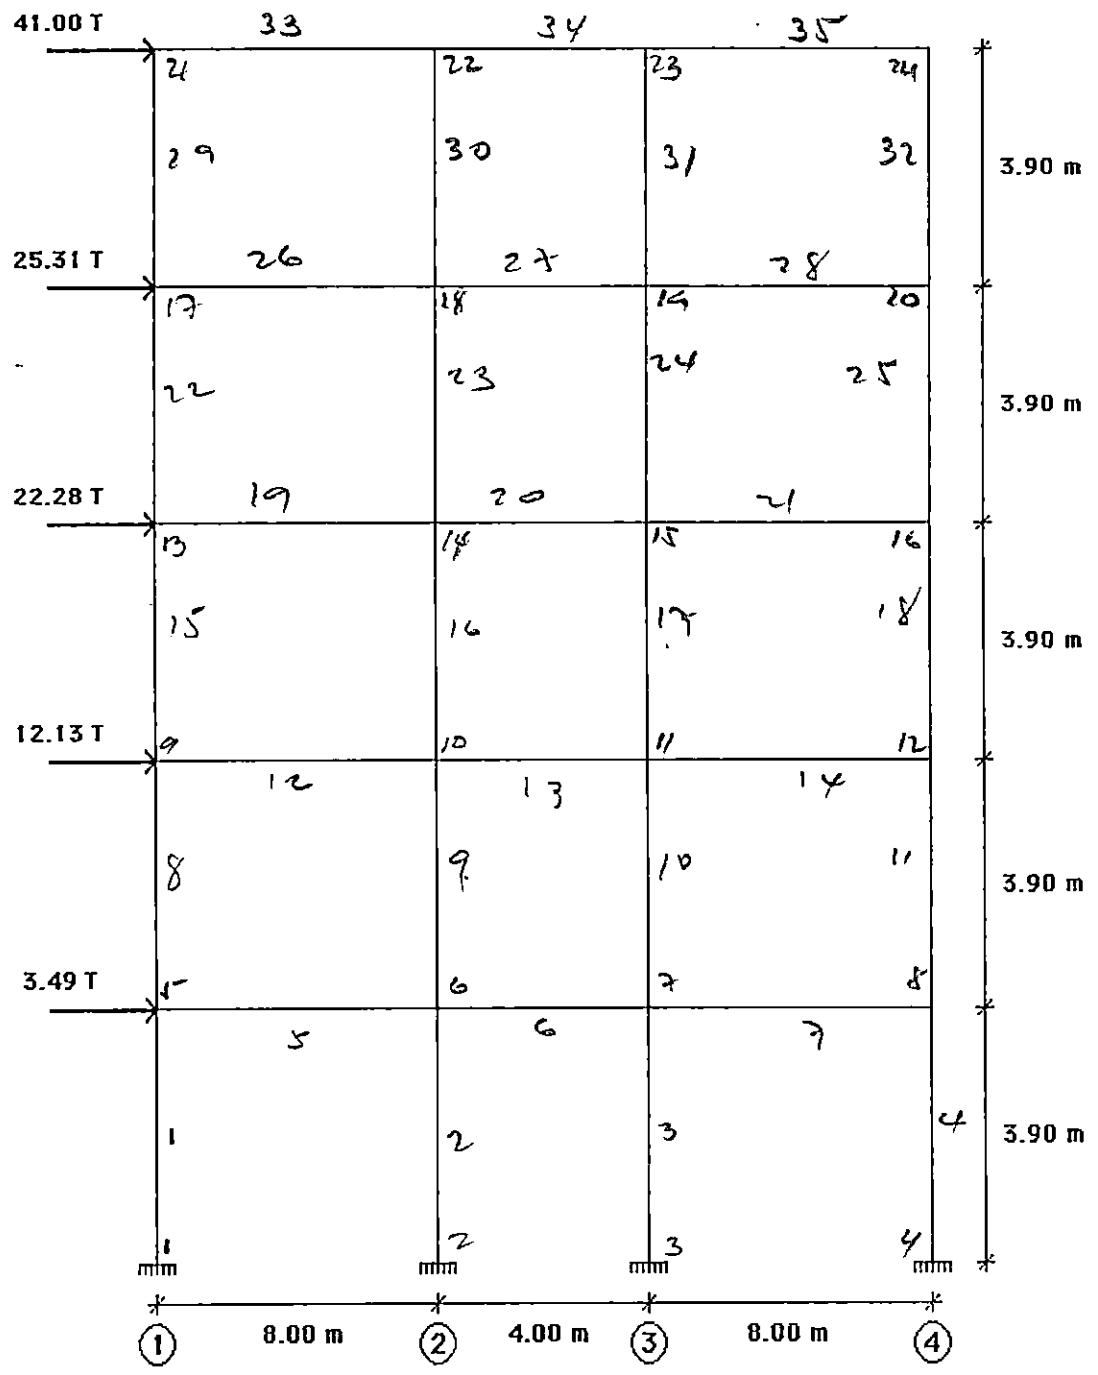 41.00 T 33 34 35
21 22 23 24
29 30 31 32 3.90 m
25.31 T 26 27 28
17 18 19 20
22 23 24 25 3.90 m
22.28 T 19 20 21
13 14 15 16
15 16 17 18 3.90 m
12.13 T 9 10 11 12
12 13 14
8 9 10 11 3.90 m
3.49 T 5 6 7 8
5 6 7
1 2 3 4 3.90 m
1 2 3 4
8.00 m 4.00 m 8.00 m
1 2 3 4